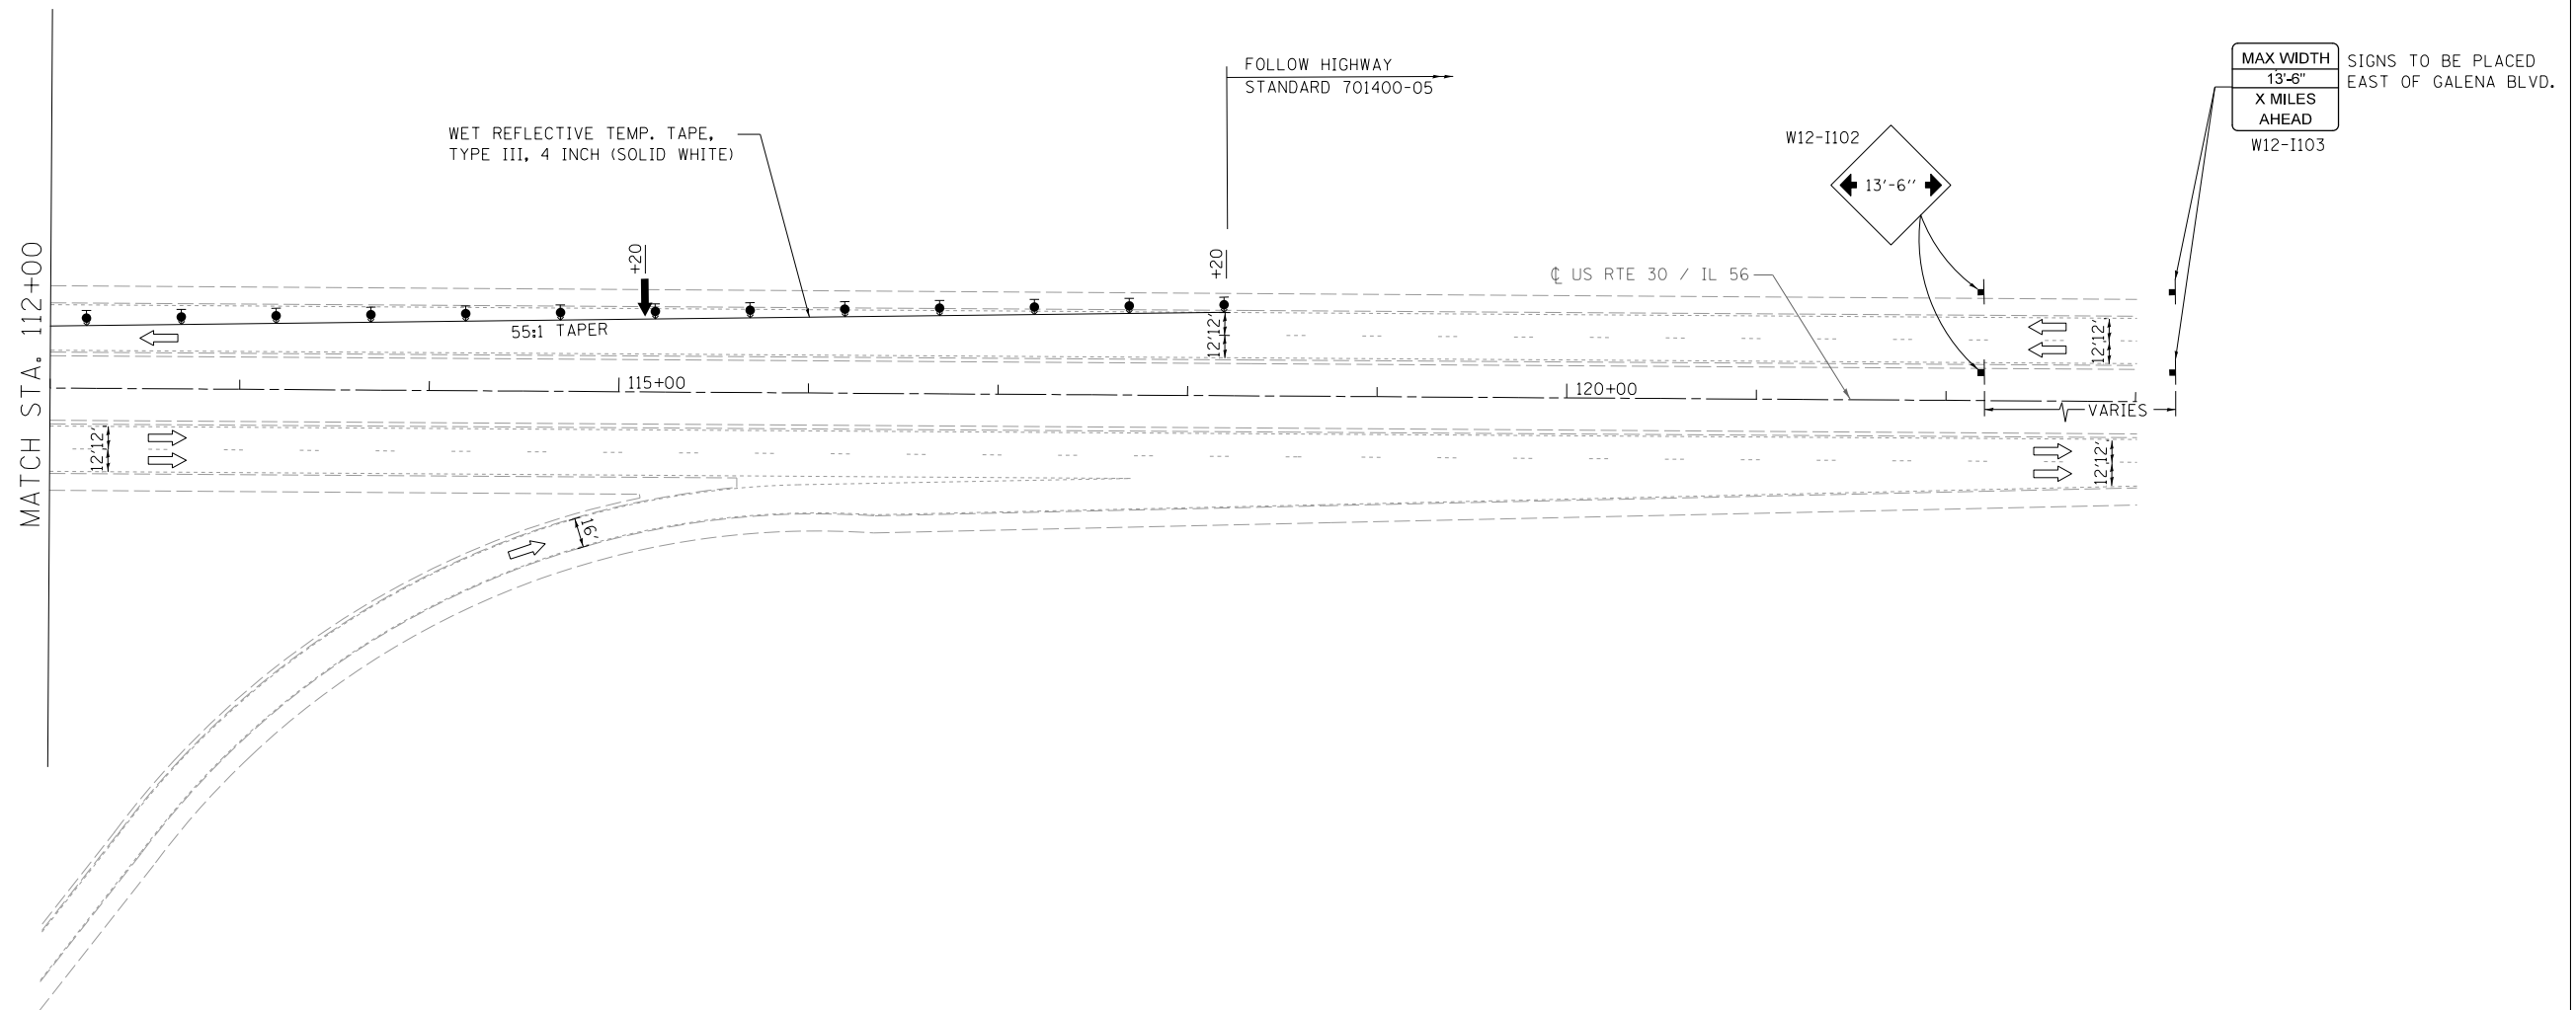 FOLLOW HIGHWAY
STANDARD 701400-05
MAX WIDTH
13'-6"
X MILES
AHEAD
W12-I103
SIGNS TO BE PLACED
EAST OF GALENA BLVD.
WET REFLECTIVE TEMP. TAPE,
TYPE III, 4 INCH (SOLID WHITE)
W12-I102
13'-6''
+20
+20
℄ US RTE 30 / IL 56
MATCH STA. 112+00
55:1 TAPER
12'
12'
12'
12'
115+00
120+00
VARIES
12'
12'
12'
12'
16'